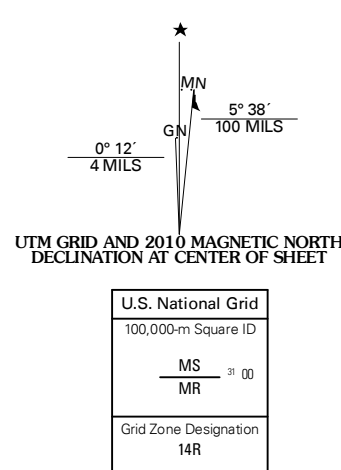 ★
MN
5° 38´
100 MILS
GN
0° 12´
4 MILS
UTM GRID AND 2010 MAGNETIC NORTH
DECLINATION AT CENTER OF SHEET
U.S. National Grid
100,000-m Square ID
MS
31 00
MR
Grid Zone Designation
14R